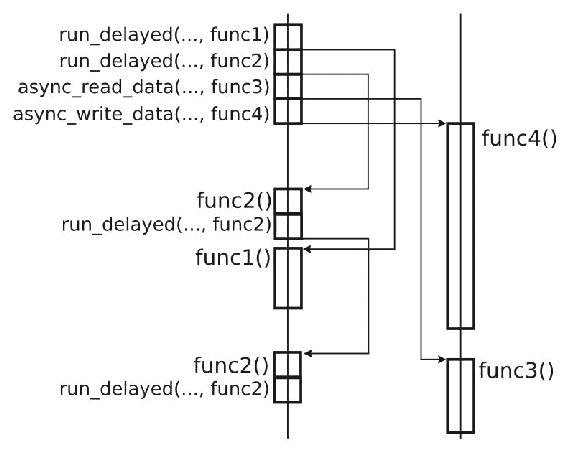 run_delayed(..., func1)
run_delayed(..., func2)
async_read_data(..., func3)
async_write_data(..., func4)
func4()
func2()
run_delayed(..., func2)
func1()
func2()
func3()
run_delayed(..., func2)